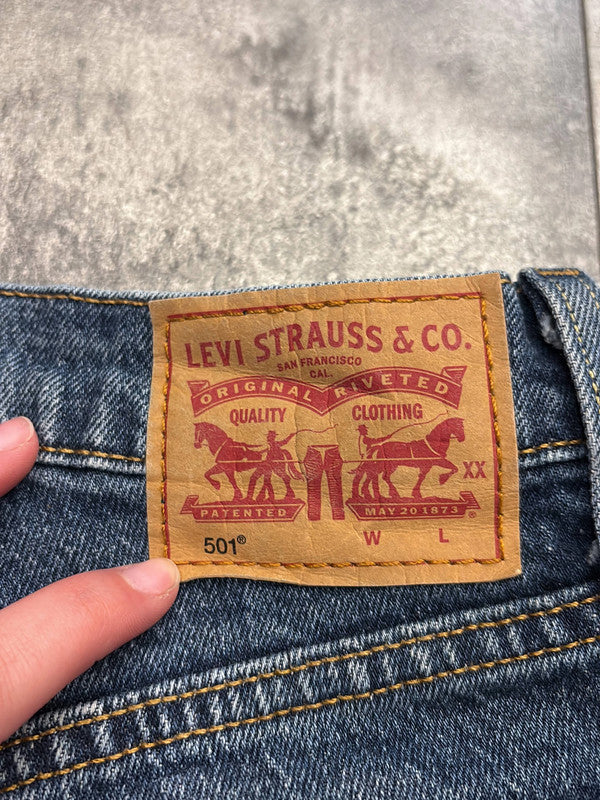 LEVI STRAUSS & CO.
SAN FRANCISCO
CAL.
ORIGINAL RIVETED
QUALITY CLOTHING
XX
PATENTED MAY 20 1873 ®
501® W L